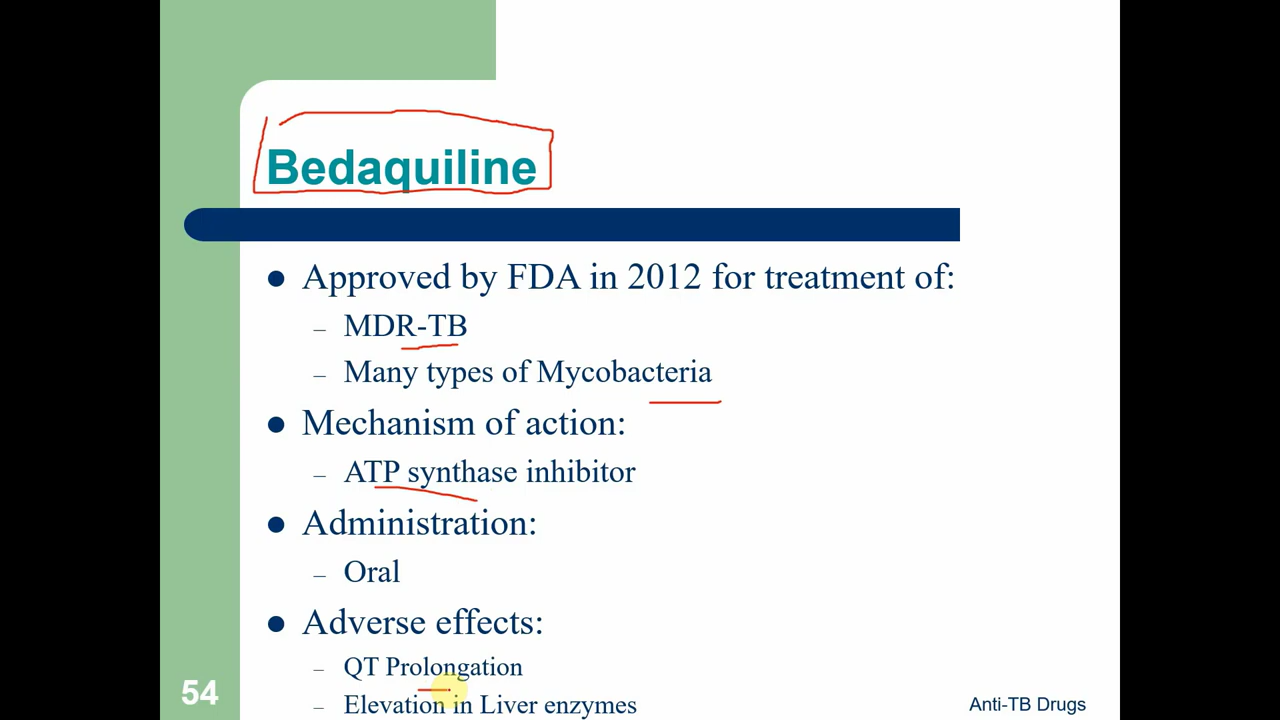 Bedaquiline
● Approved by FDA in 2012 for treatment of:
– MDR-TB
– Many types of Mycobacteria
● Mechanism of action:
– ATP synthase inhibitor
● Administration:
– Oral
● Adverse effects:
– QT Prolongation
– Elevation in Liver enzymes
54
Anti-TB Drugs